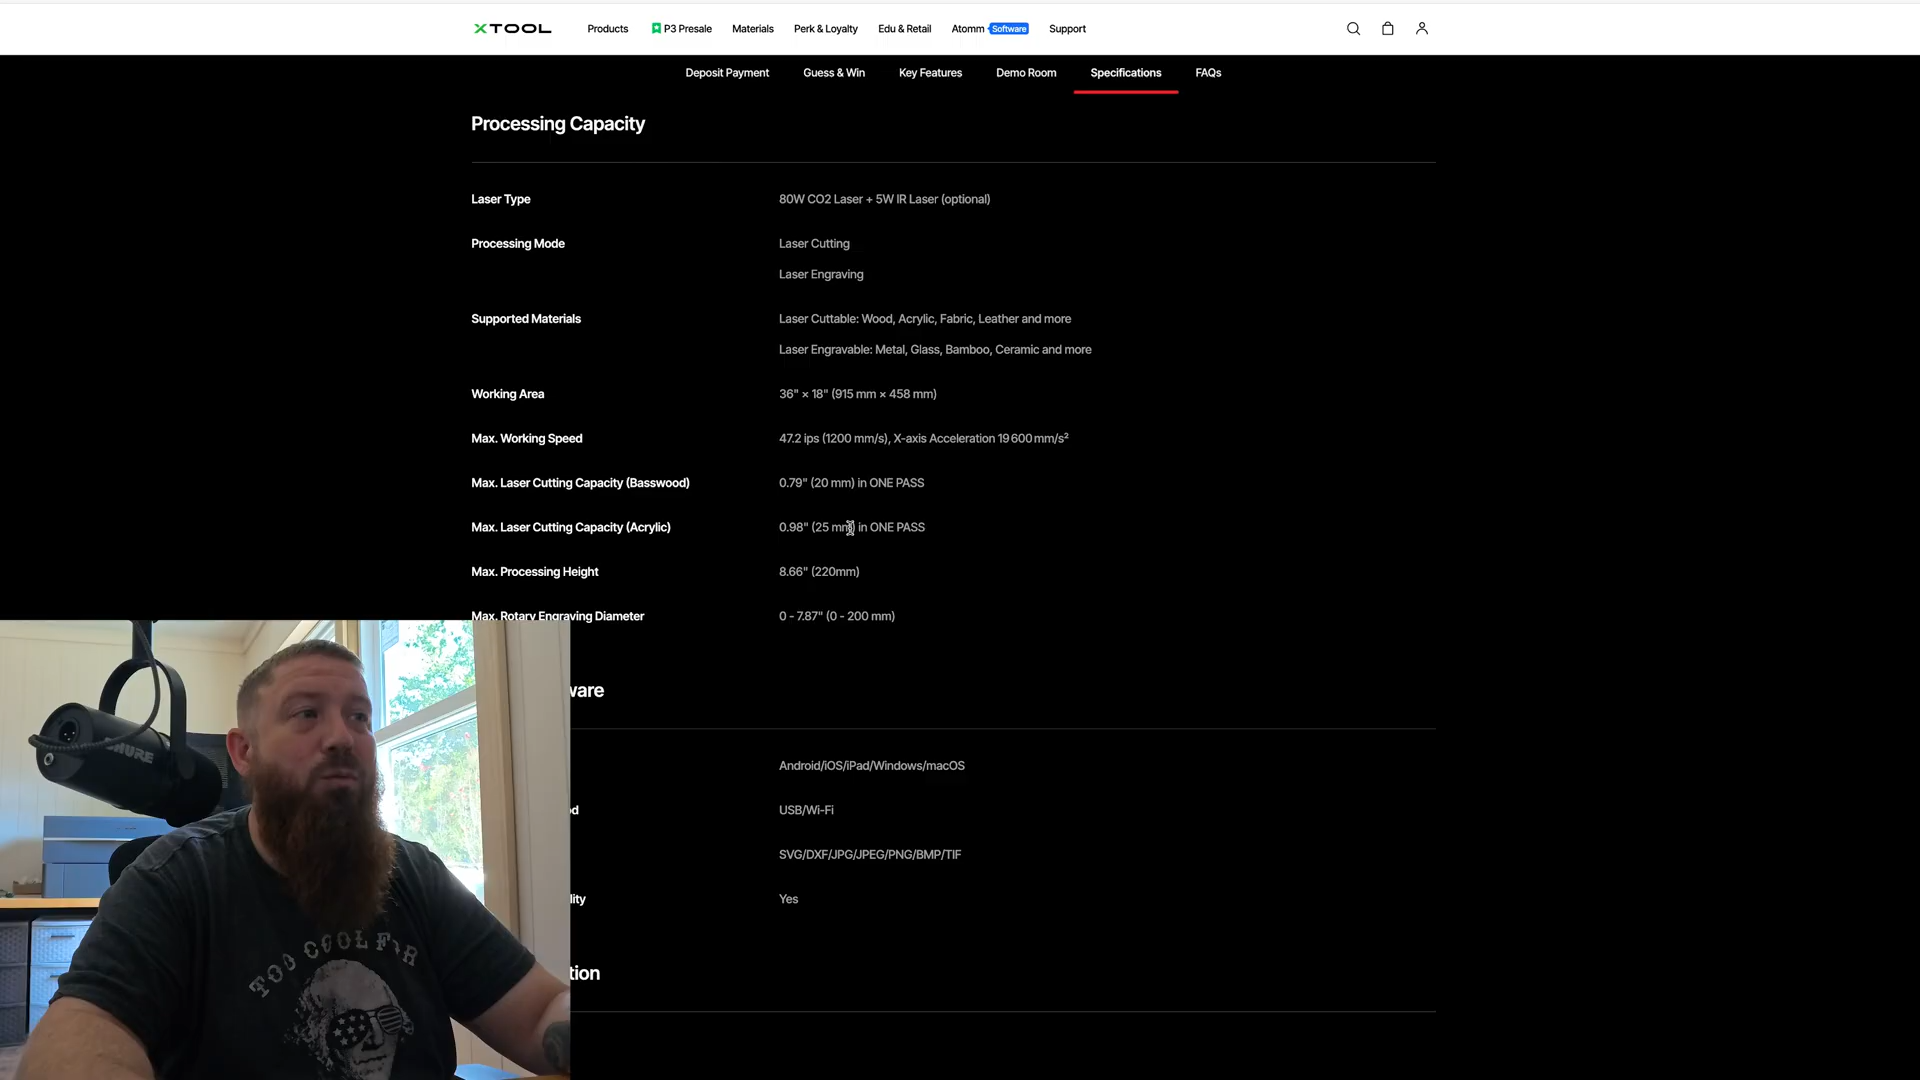 XTOOL
Products
P3 Presale
Materials
Perk & Loyalty
Edu & Retail
Atomm Software
Support
Deposit Payment
Guess & Win
Key Features
Demo Room
Specifications
FAQs
Processing Capacity
Laser Type
80W CO2 Laser + 5W IR Laser (optional)
Processing Mode
Laser Cutting
Laser Engraving
Supported Materials
Laser Cuttable: Wood, Acrylic, Fabric, Leather and more
Laser Engravable: Metal, Glass, Bamboo, Ceramic and more
Working Area
36" × 18" (915 mm × 458 mm)
Max. Working Speed
47.2 ips (1200 mm/s), X-axis Acceleration 19 600 mm/s²
Max. Laser Cutting Capacity (Basswood)
0.79" (20 mm) in ONE PASS
Max. Laser Cutting Capacity (Acrylic)
0.98" (25 mm) in ONE PASS
Max. Processing Height
8.66" (220mm)
Max. Rotary Engraving Diameter
0 - 7.87" (0 - 200 mm)
ware
Android/iOS/iPad/Windows/macOS
od
USB/Wi-Fi
SVG/DXF/JPG/JPEG/PNG/BMP/TIF
lity
Yes
tion
SHURE
TOO COOL FOR